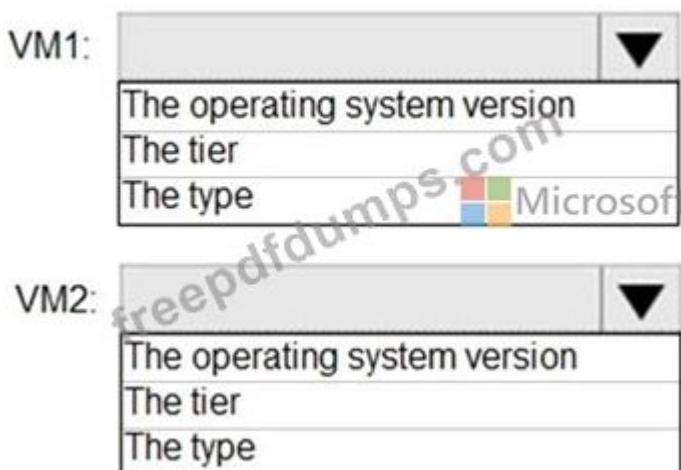 VM1:
The operating system version
The tier
The type
Microsof
freepdfdumps.com
VM2:
The operating system version
The tier
The type